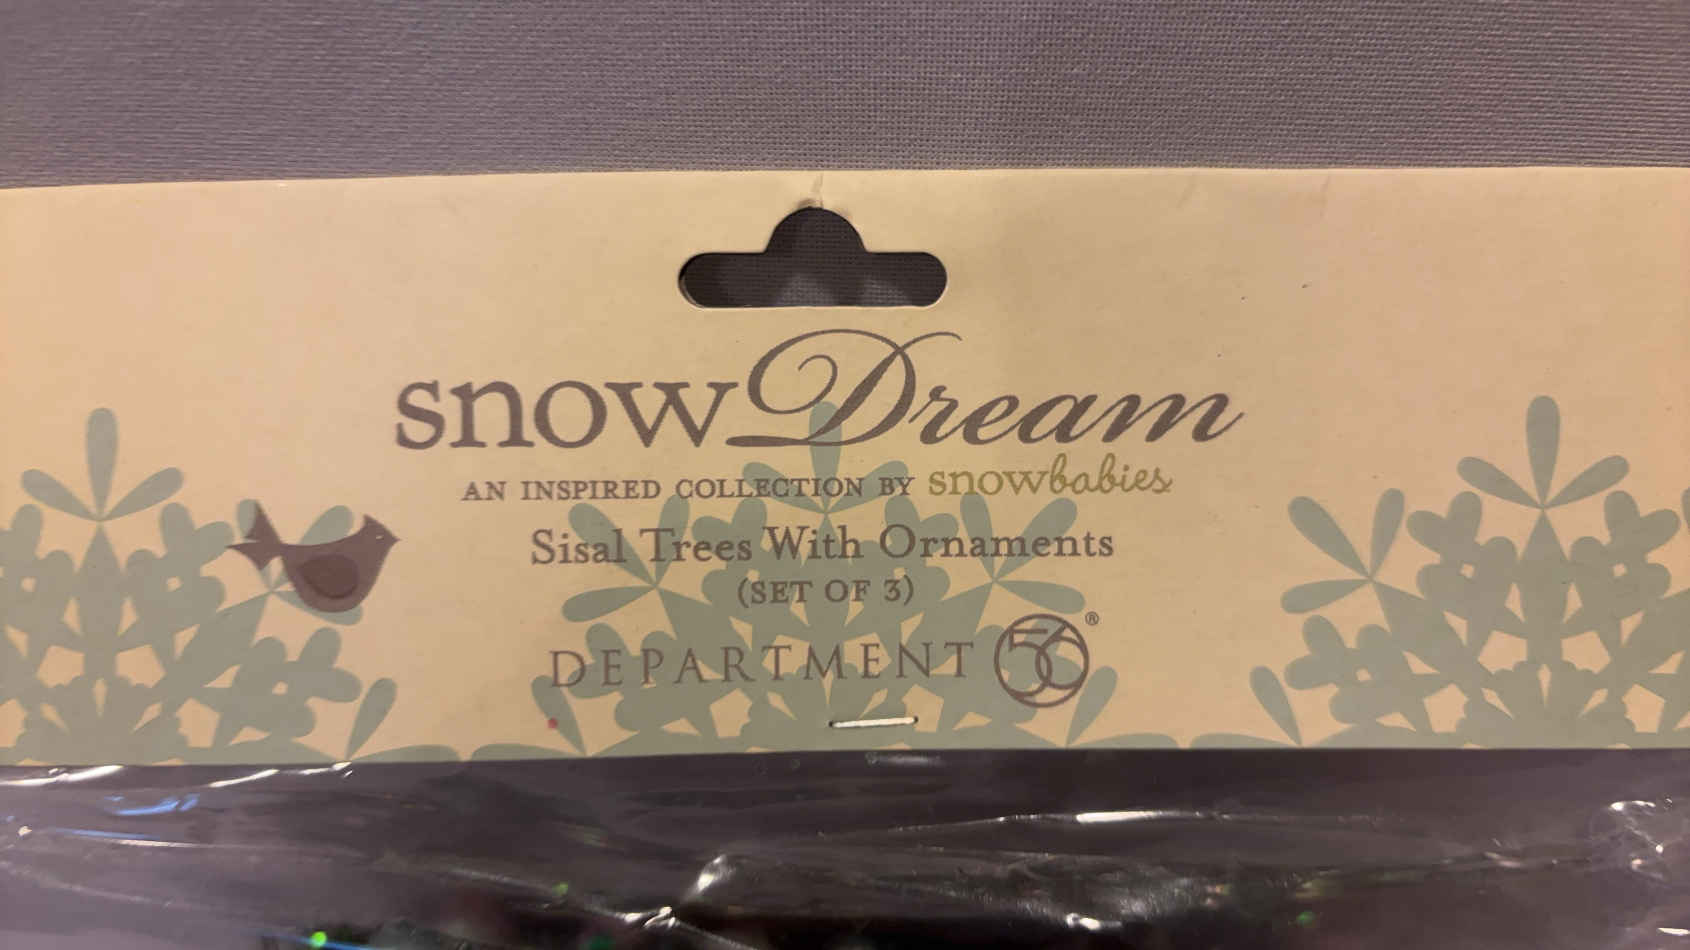 snowDream
AN INSPIRED COLLECTION BY snowbabies
Sisal Trees With Ornaments
(SET OF 3)
DEPARTMENT 56®